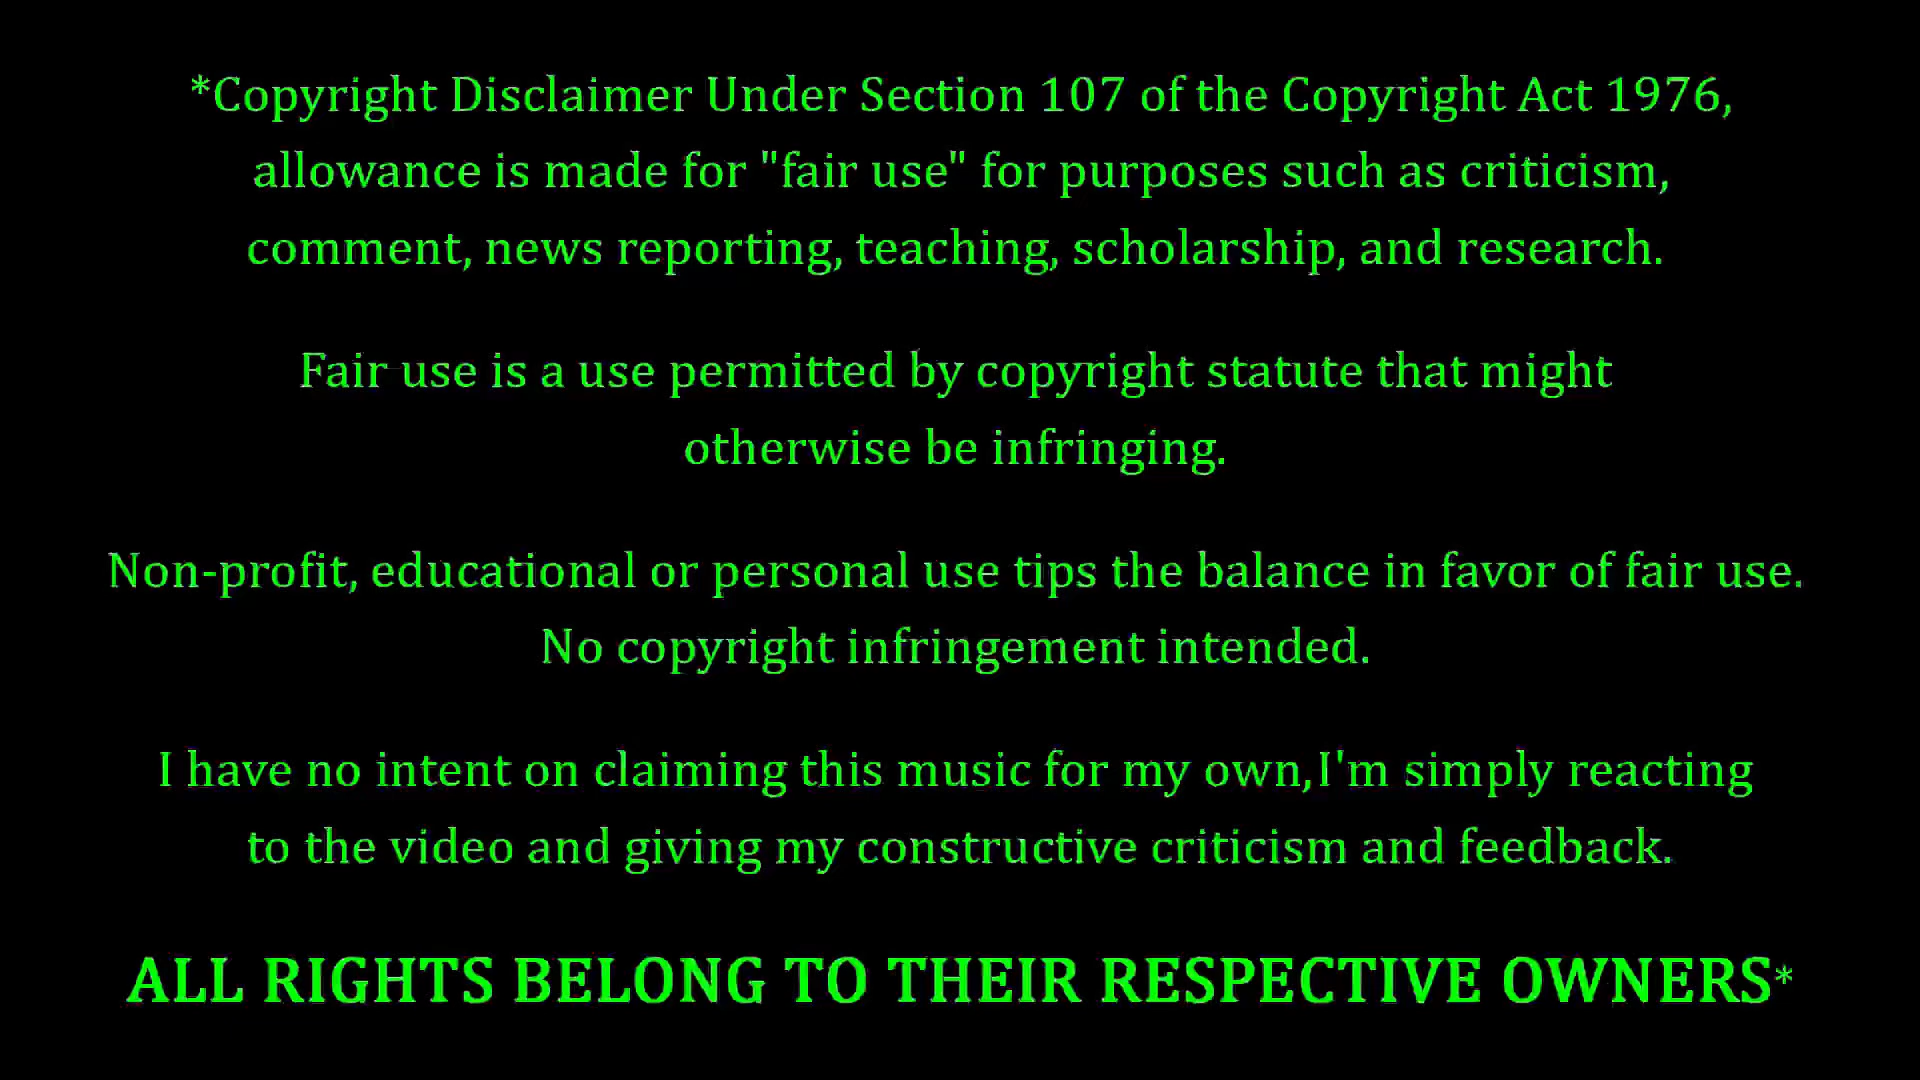 *Copyright Disclaimer Under Section 107 of the Copyright Act 1976,
allowance is made for "fair use" for purposes such as criticism,
comment, news reporting, teaching, scholarship, and research.
Fair use is a use permitted by copyright statute that might
otherwise be infringing.
Non-profit, educational or personal use tips the balance in favor of fair use.
No copyright infringement intended.
I have no intent on claiming this music for my own,I'm simply reacting
to the video and giving my constructive criticism and feedback.
ALL RIGHTS BELONG TO THEIR RESPECTIVE OWNERS*